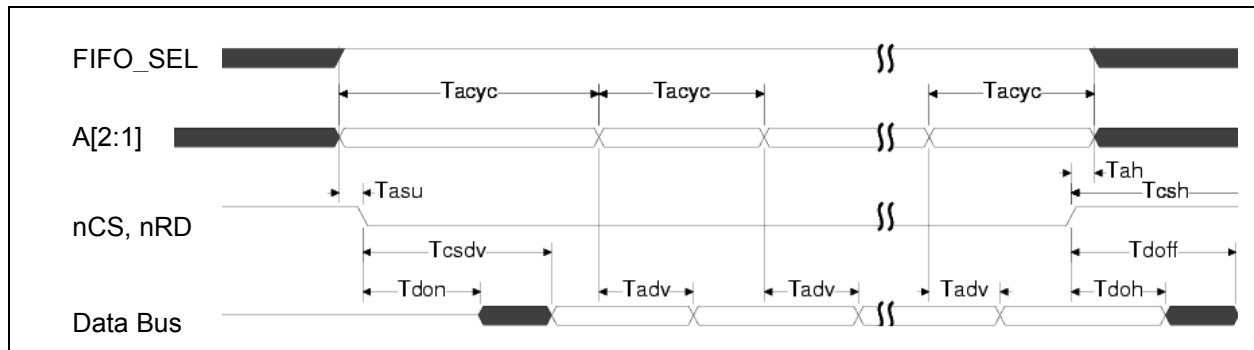 FIFO_SEL
Tacyc Tacyc Tacyc
A[2:1]
Tah
Tasu Tcsh
nCS, nRD
Tcsdv Tdoff
Tdon Tadv Tadv Tadv Tdoh
Data Bus